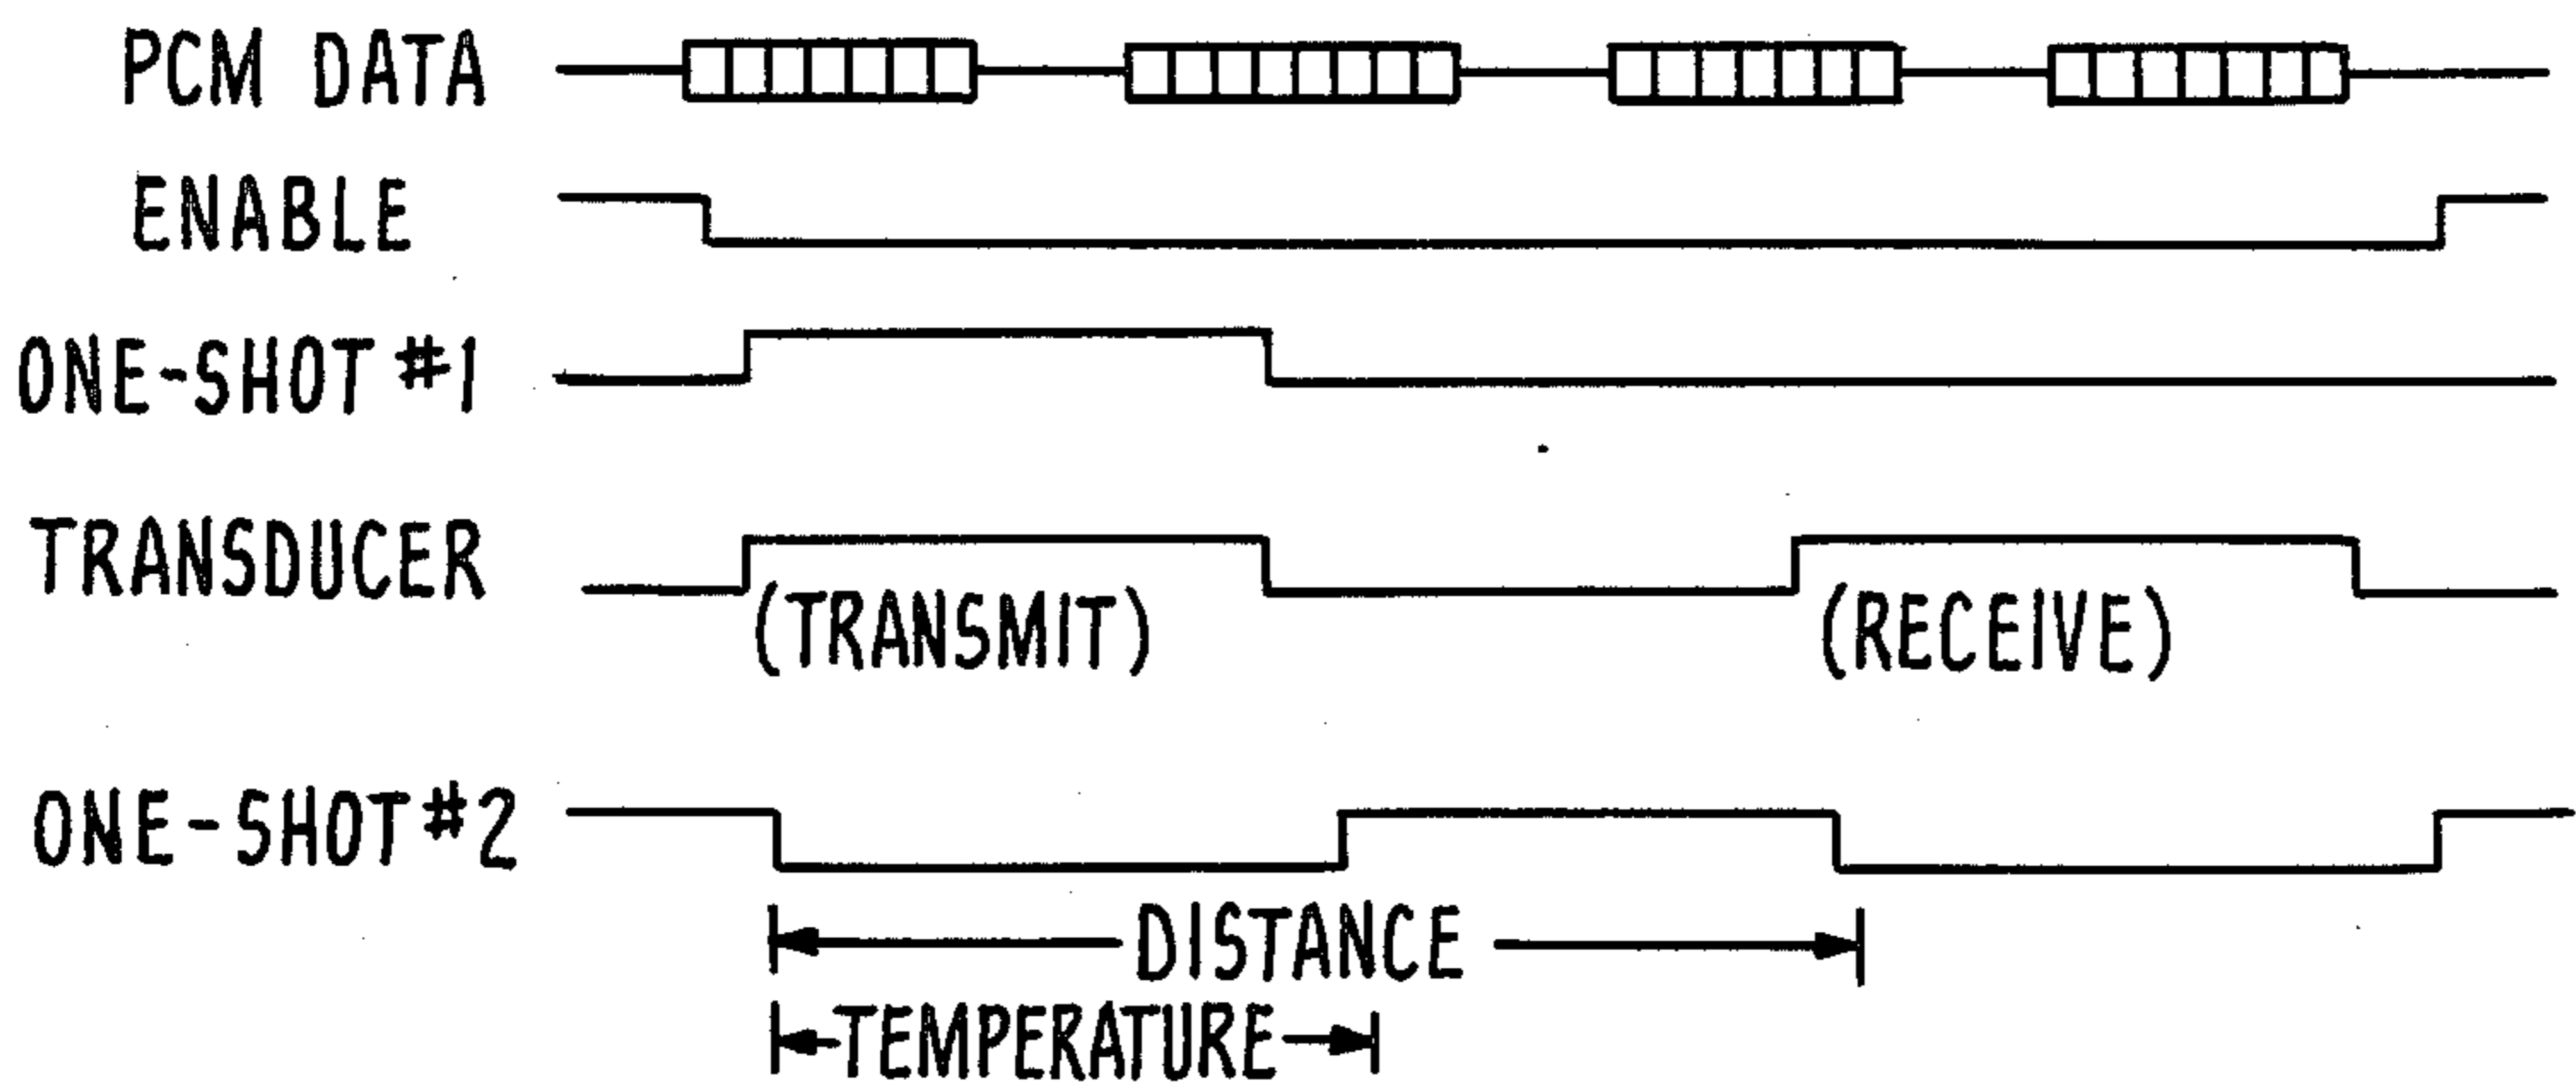 PCM DATA
ENABLE
ONE-SHOT #1
TRANSDUCER
(TRANSMIT)
(RECEIVE)
ONE-SHOT #2
DISTANCE
TEMPERATURE